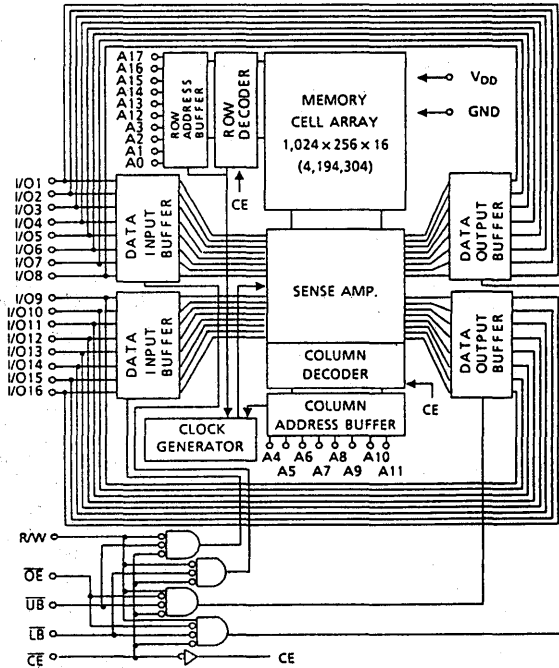 A17
A16
A15
A14
A13
A12
A3
A2
A1
A0
ROW ADDRESS BUFFER
ROW DECODER
CE
MEMORY
CELL ARRAY
1,024 × 256 × 16
(4,194,304)
VDD
GND
I/O1
I/O2
I/O3
I/O4
I/O5
I/O6
I/O7
I/O8
DATA INPUT BUFFER
DATA OUTPUT BUFFER
I/O9
I/O10
I/O11
I/O12
I/O13
I/O14
I/O15
I/O16
DATA INPUT BUFFER
SENSE AMP.
DATA OUTPUT BUFFER
COLUMN
DECODER
CE
COLUMN
ADDRESS BUFFER
CLOCK
GENERATOR
A4 A6 A8 A10
A5 A7 A9 A11
R/W
OE
UB
LB
CE
CE